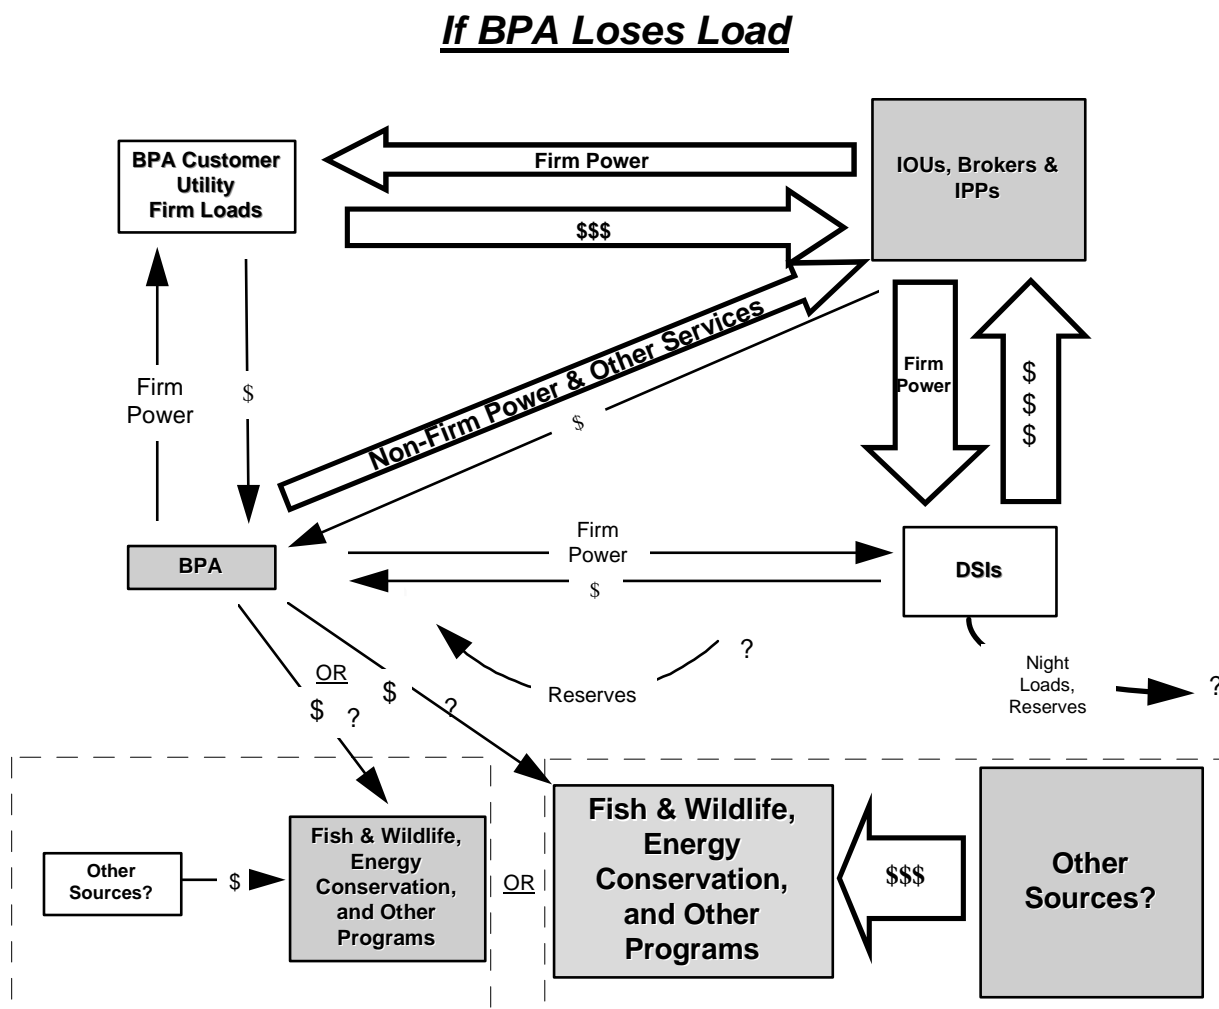 If BPA Loses Load
BPA Customer
Utility
Firm Loads
Firm Power
IOUs, Brokers &
IPPs
$$$
Non-Firm Power & Other Services
$
Firm
Power
$
Firm
Power
$
$
$
BPA
Firm
Power
$
DSIs
?
Reserves
Night
Loads,
Reserves
?
OR
$
?
$
?
Other
Sources?
$
Fish & Wildlife,
Energy
Conservation,
and Other
Programs
OR
Fish & Wildlife,
Energy
Conservation,
and Other
Programs
$$$
Other
Sources?